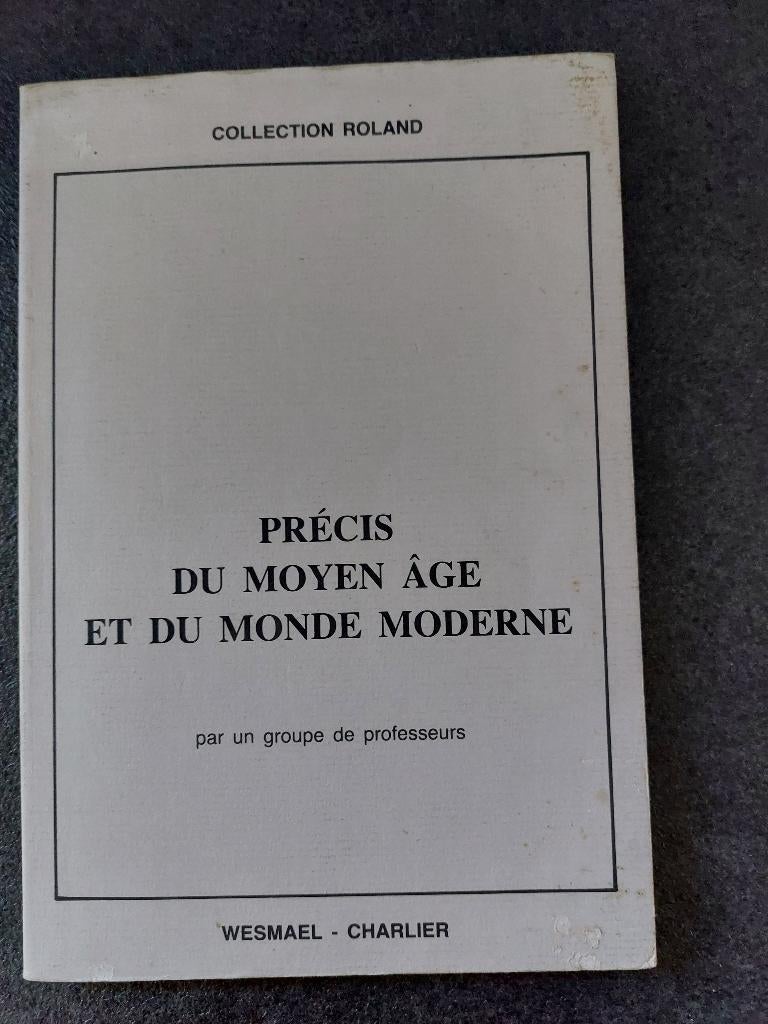 COLLECTION ROLAND
PRÉCIS
DU MOYEN ÂGE
ET DU MONDE MODERNE
par un groupe de professeurs
WESMAEL - CHARLIER